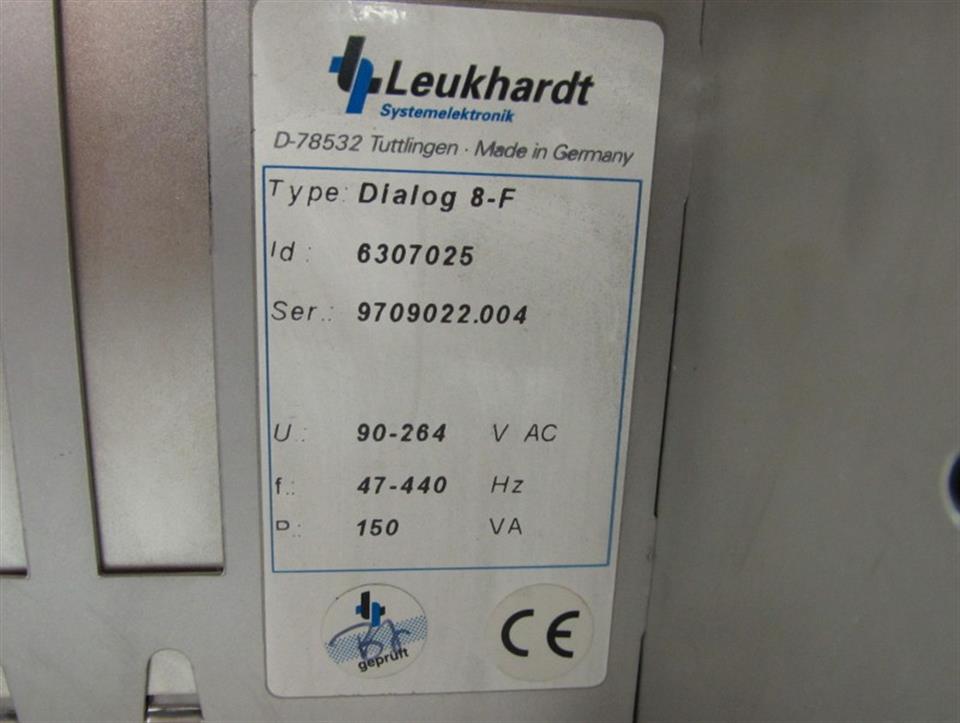 Leukhardt
Systemelektronik
D-78532 Tuttlingen · Made in Germany
Type: Dialog 8-F
Id : 6307025
Ser.: 9709022.004
U.: 90-264 V AC
f.: 47-440 Hz
P.: 150 VA
geprüft
CE